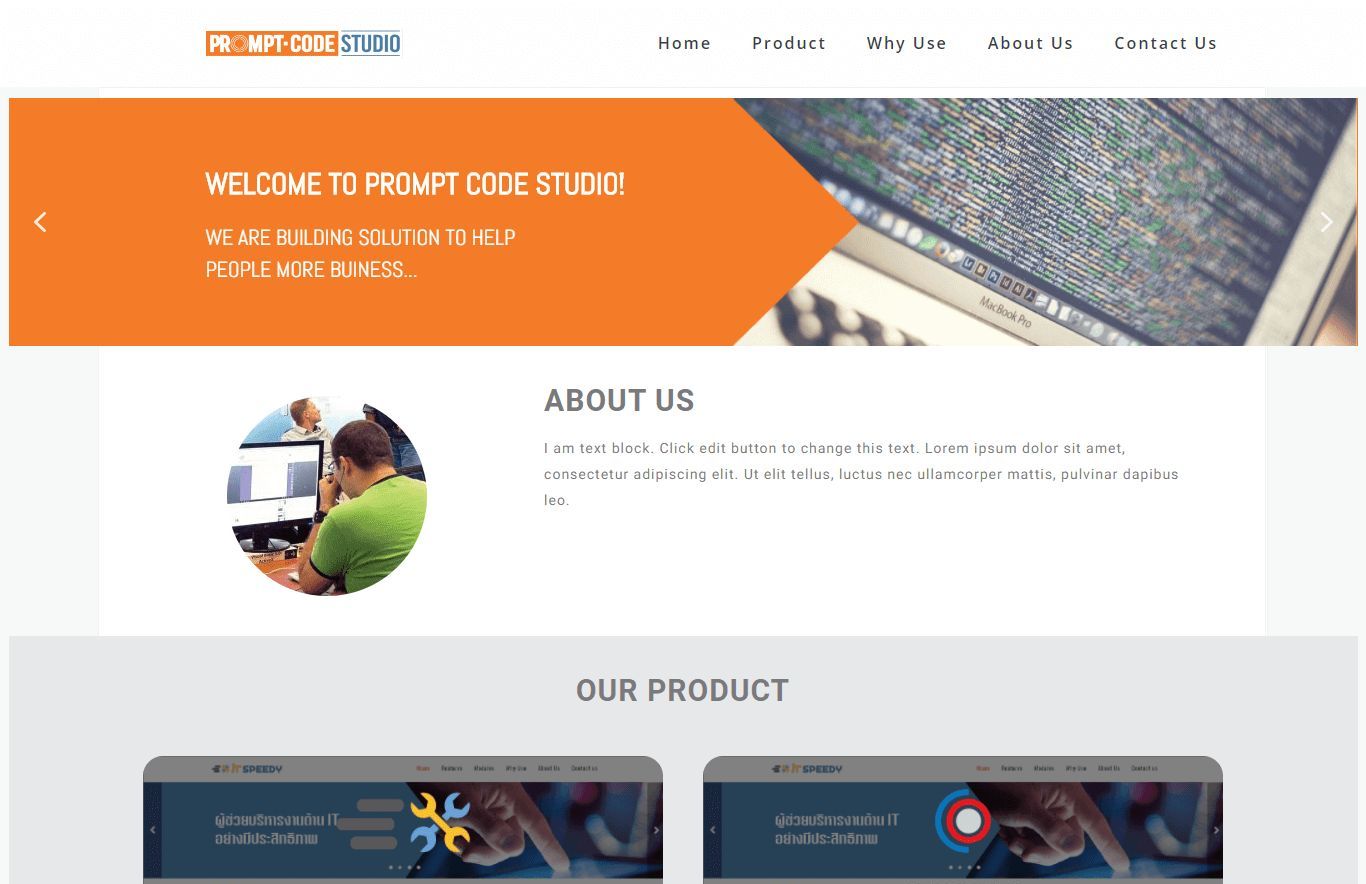 PROMPT·CODE STUDIO
Home Product Why Use About Us Contact Us
WELCOME TO PROMPT CODE STUDIO!
WE ARE BUILDING SOLUTION TO HELP
PEOPLE MORE BUINESS...
MacBook Pro
ABOUT US
I am text block. Click edit button to change this text. Lorem ipsum dolor sit amet,
consectetur adipiscing elit. Ut elit tellus, luctus nec ullamcorper mattis, pulvinar dapibus
leo.
OUR PRODUCT
IT SPEEDY
Home Features Modules Why Use About Us Contact us
ผู้ช่วยบริหารงานด้าน IT
อย่างมีประสิทธิภาพ
IT SPEEDY
Home Features Modules Why Use About Us Contact us
ผู้ช่วยบริหารงานด้าน IT
อย่างมีประสิทธิภาพ